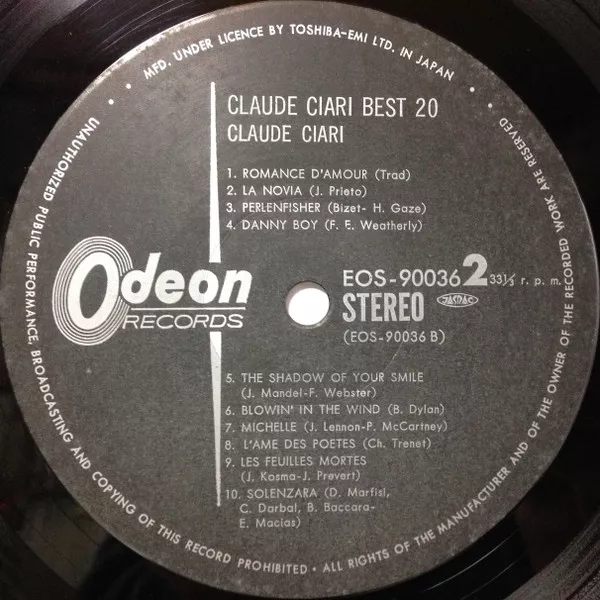 MFD. UNDER LICENCE BY TOSHIBA-EMI LTD. IN JAPAN
CLAUDE CIARI BEST 20
CLAUDE CIARI
1. ROMANCE D'AMOUR (Trad)
2. LA NOVIA (J. Prieto)
3. PERLENFISHER (Bizet- H. Gaze)
4. DANNY BOY (F. E. Weatherly)
Odeon
RECORDS
EOS-90036 2 33⅓ r. p. m.
STEREO JASRAC
(EOS-90036 B)
5. THE SHADOW OF YOUR SMILE
(J. Mandel-F. Webster)
6. BLOWIN' IN THE WIND (B. Dylan)
7. MICHELLE (J. Lennon-P. McCartney)
8. L'AME DES POETES (Ch. Trenet)
9. LES FEUILLES MORTES
(J. Kosma-J. Prevert)
10. SOLENZARA (D. Marfisl,
C. Darbal, B. Baccara-
E. Macias)
UNAUTHORIZED PUBLIC PERFORMANCE, BROADCASTING AND COPYING OF THIS RECORD PROHIBITED · ALL RIGHTS OF THE MANUFACTURER AND OF THE OWNER OF THE RECORDED WORK ARE RESERVED